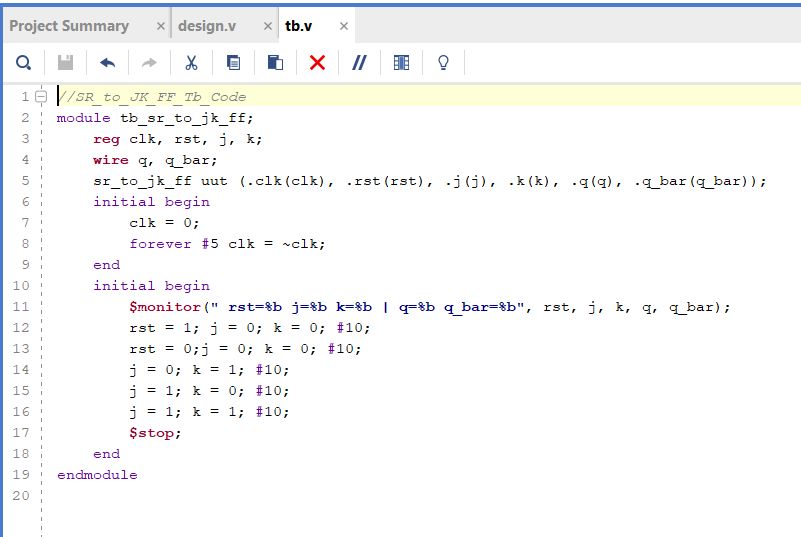 Project Summary × design.v × tb.v ×
1 //SR_to_JK_FF_Tb_Code
2 module tb_sr_to_jk_ff;
3 reg clk, rst, j, k;
4 wire q, q_bar;
5 sr_to_jk_ff uut (.clk(clk), .rst(rst), .j(j), .k(k), .q(q), .q_bar(q_bar));
6 initial begin
7 clk = 0;
8 forever #5 clk = ~clk;
9 end
10 initial begin
11 $monitor(" rst=%b j=%b k=%b | q=%b q_bar=%b", rst, j, k, q, q_bar);
12 rst = 1; j = 0; k = 0; #10;
13 rst = 0;j = 0; k = 0; #10;
14 j = 0; k = 1; #10;
15 j = 1; k = 0; #10;
16 j = 1; k = 1; #10;
17 $stop;
18 end
19 endmodule
20